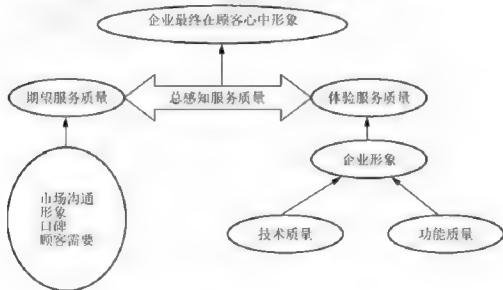 企业最终在顾客心中形象
期望服务质量
总感知服务质量
体验服务质量
企业形象
市场沟通
形象
口碑
顾客需要
技术质量
功能质量